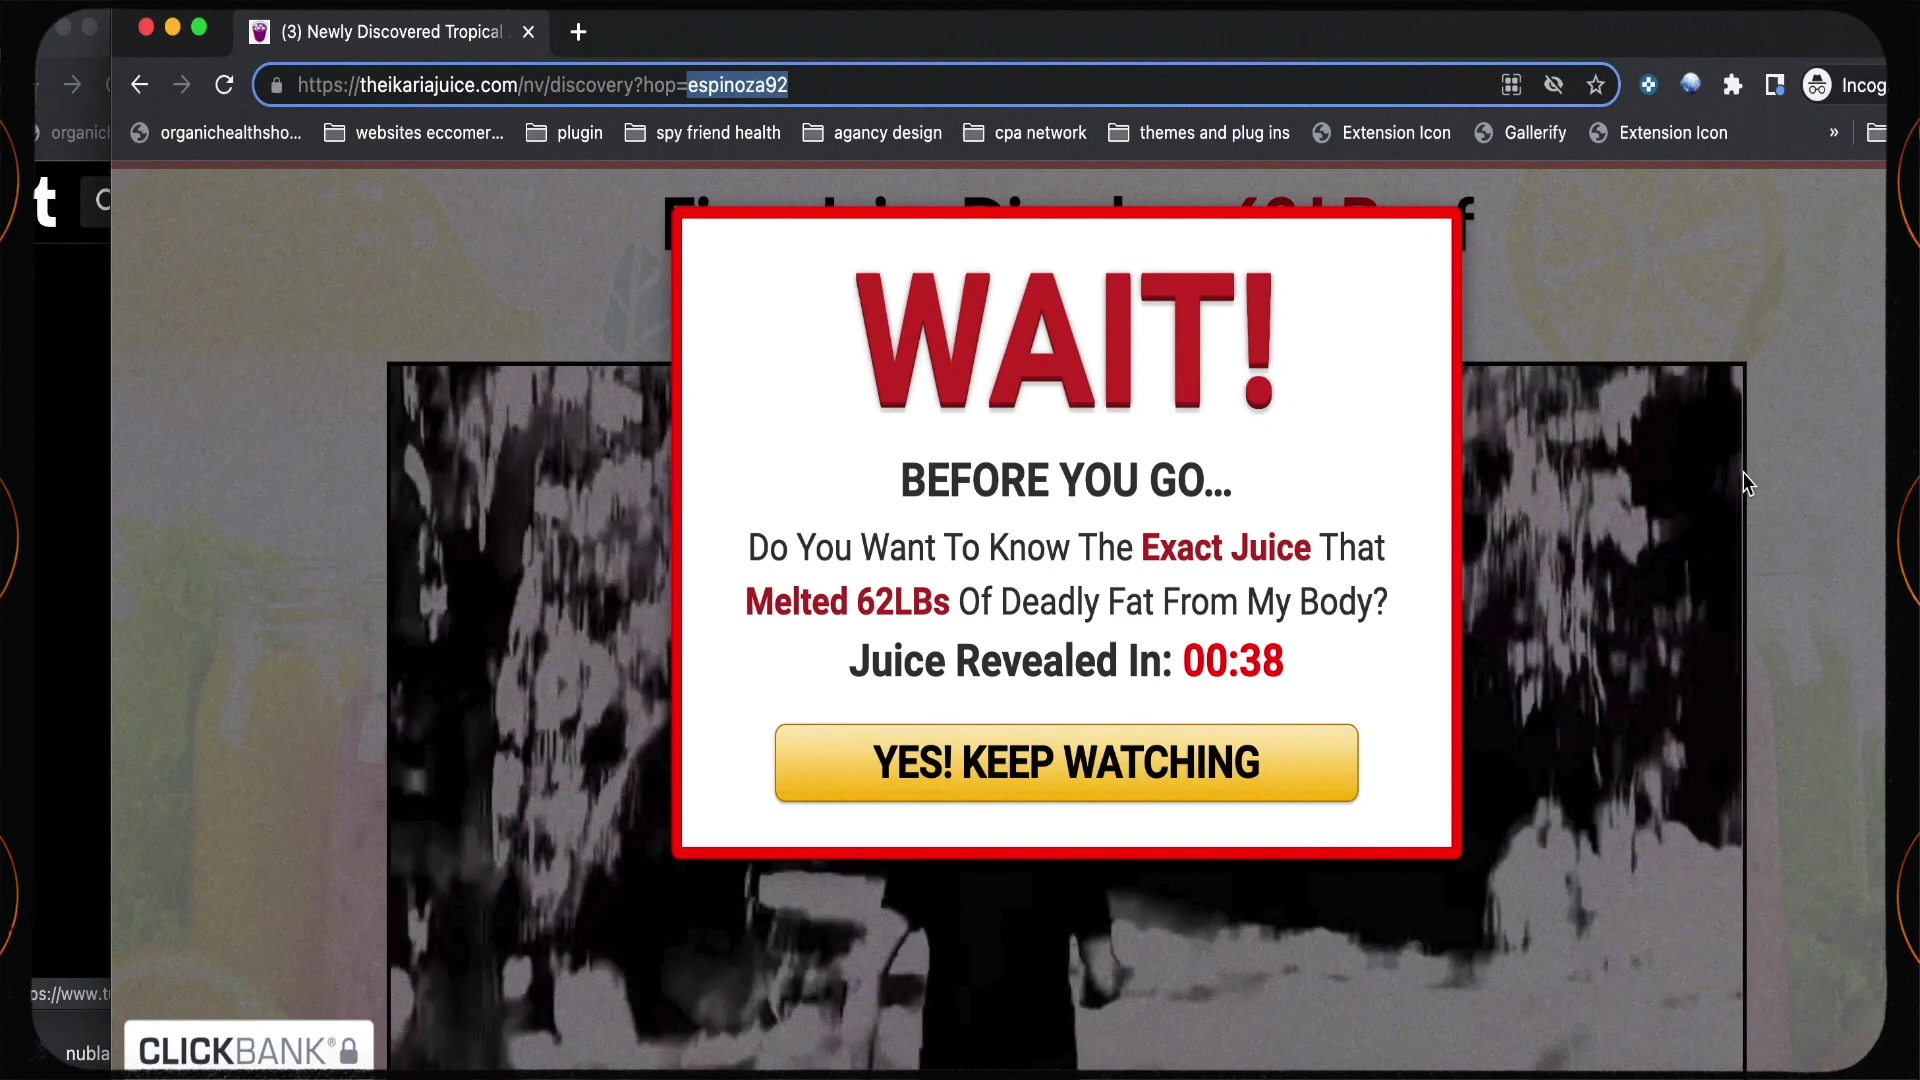 (3) Newly Discovered Tropical
https://theikariajuice.com/nv/discovery?hop=espinoza92
Incog
organichealthsho...
websites eccomer...
plugin
spy friend health
agancy design
cpa network
themes and plug ins
Extension Icon
Gallerify
Extension Icon
»
t
WAIT!
BEFORE YOU GO...
Do You Want To Know The Exact Juice That
Melted 62LBs Of Deadly Fat From My Body?
Juice Revealed In: 00:38
YES! KEEP WATCHING
CLICKBANK®
nubla